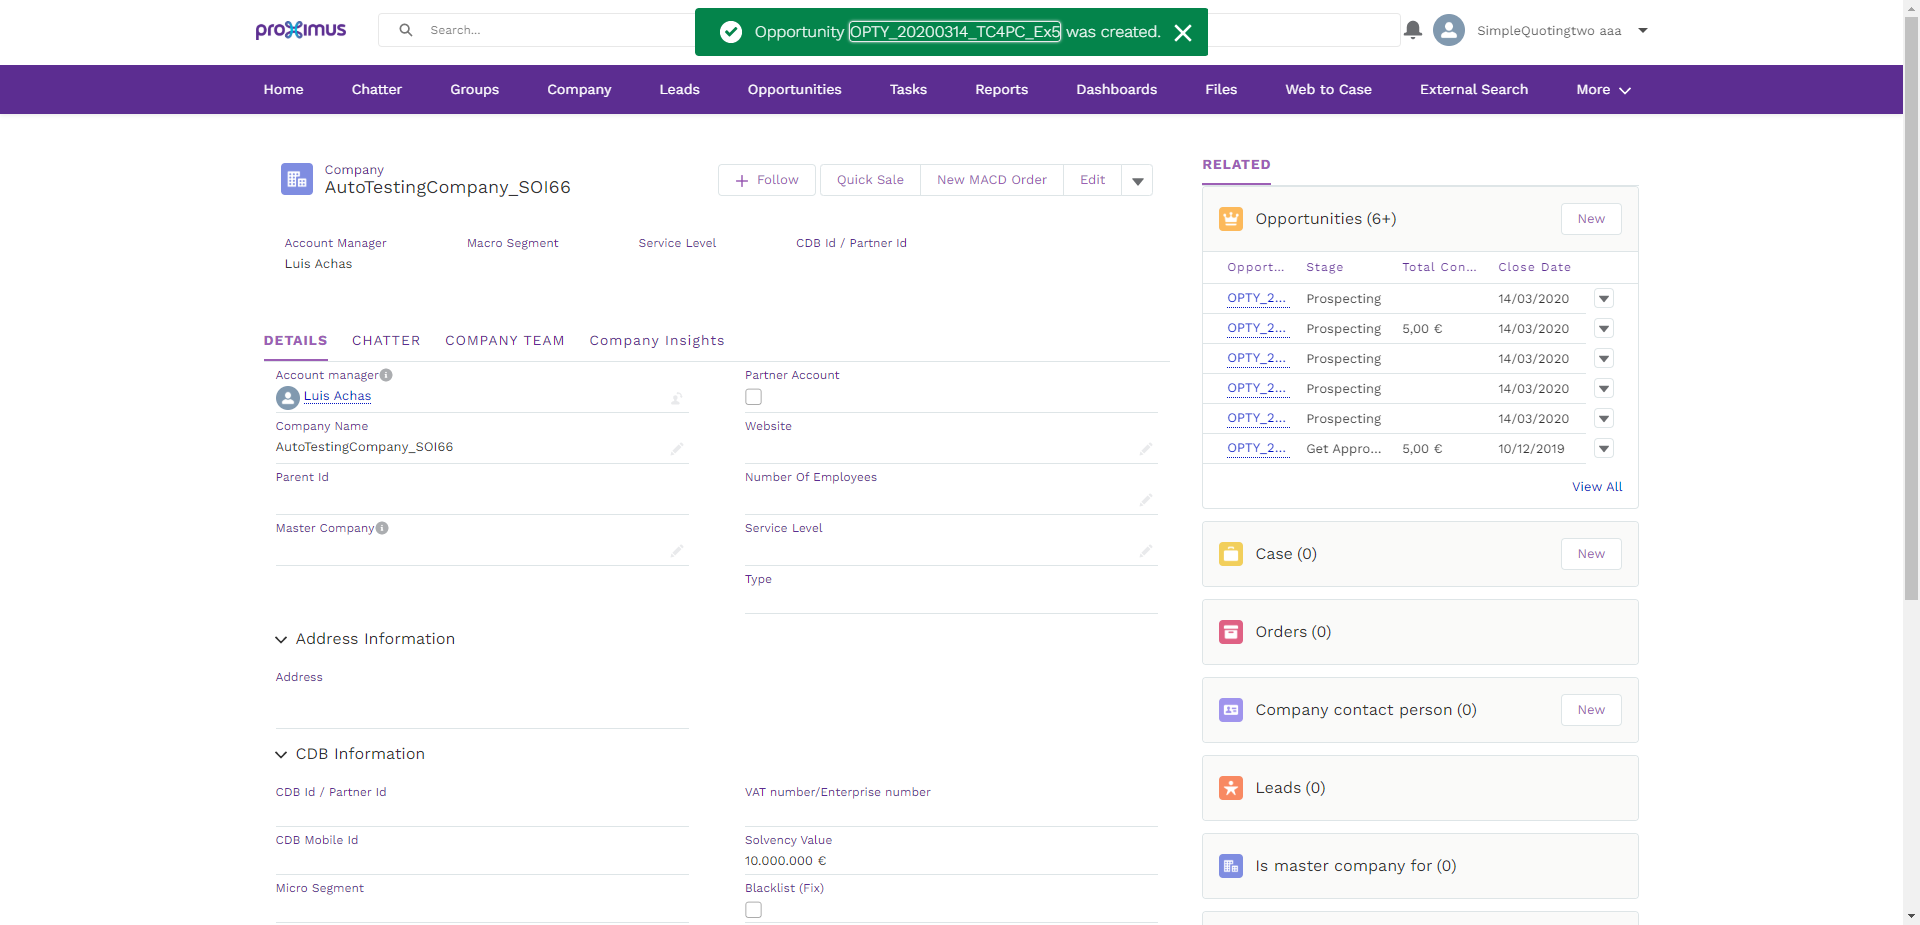 proximus
Search...
Opportunity OPTY_20200314_TC4PC_Ex5 was created.
SimpleQuotingtwo aaa
Home Chatter Groups Company Leads Opportunities Tasks Reports Dashboards Files Web to Case External Search More
Company
AutoTestingCompany_SOI66
Follow Quick Sale New MACD Order Edit
Account Manager Macro Segment Service Level CDB Id / Partner Id
Luis Achas
DETAILS CHATTER COMPANY TEAM Company Insights
Account manager Partner Account
Luis Achas
Company Name Website
AutoTestingCompany_SOI66
Parent Id Number Of Employees
Master Company Service Level
Type
Address Information
Address
CDB Information
CDB Id / Partner Id VAT number/Enterprise number
CDB Mobile Id Solvency Value
10.000.000 €
Micro Segment Blacklist (Fix)
RELATED
Opportunities (6+) New
Opport... Stage Total Con... Close Date
OPTY_2... Prospecting 14/03/2020
OPTY_2... Prospecting 5,00 € 14/03/2020
OPTY_2... Prospecting 14/03/2020
OPTY_2... Prospecting 14/03/2020
OPTY_2... Prospecting 14/03/2020
OPTY_2... Get Appro... 5,00 € 10/12/2019
View All
Case (0) New
Orders (0)
Company contact person (0) New
Leads (0)
Is master company for (0)